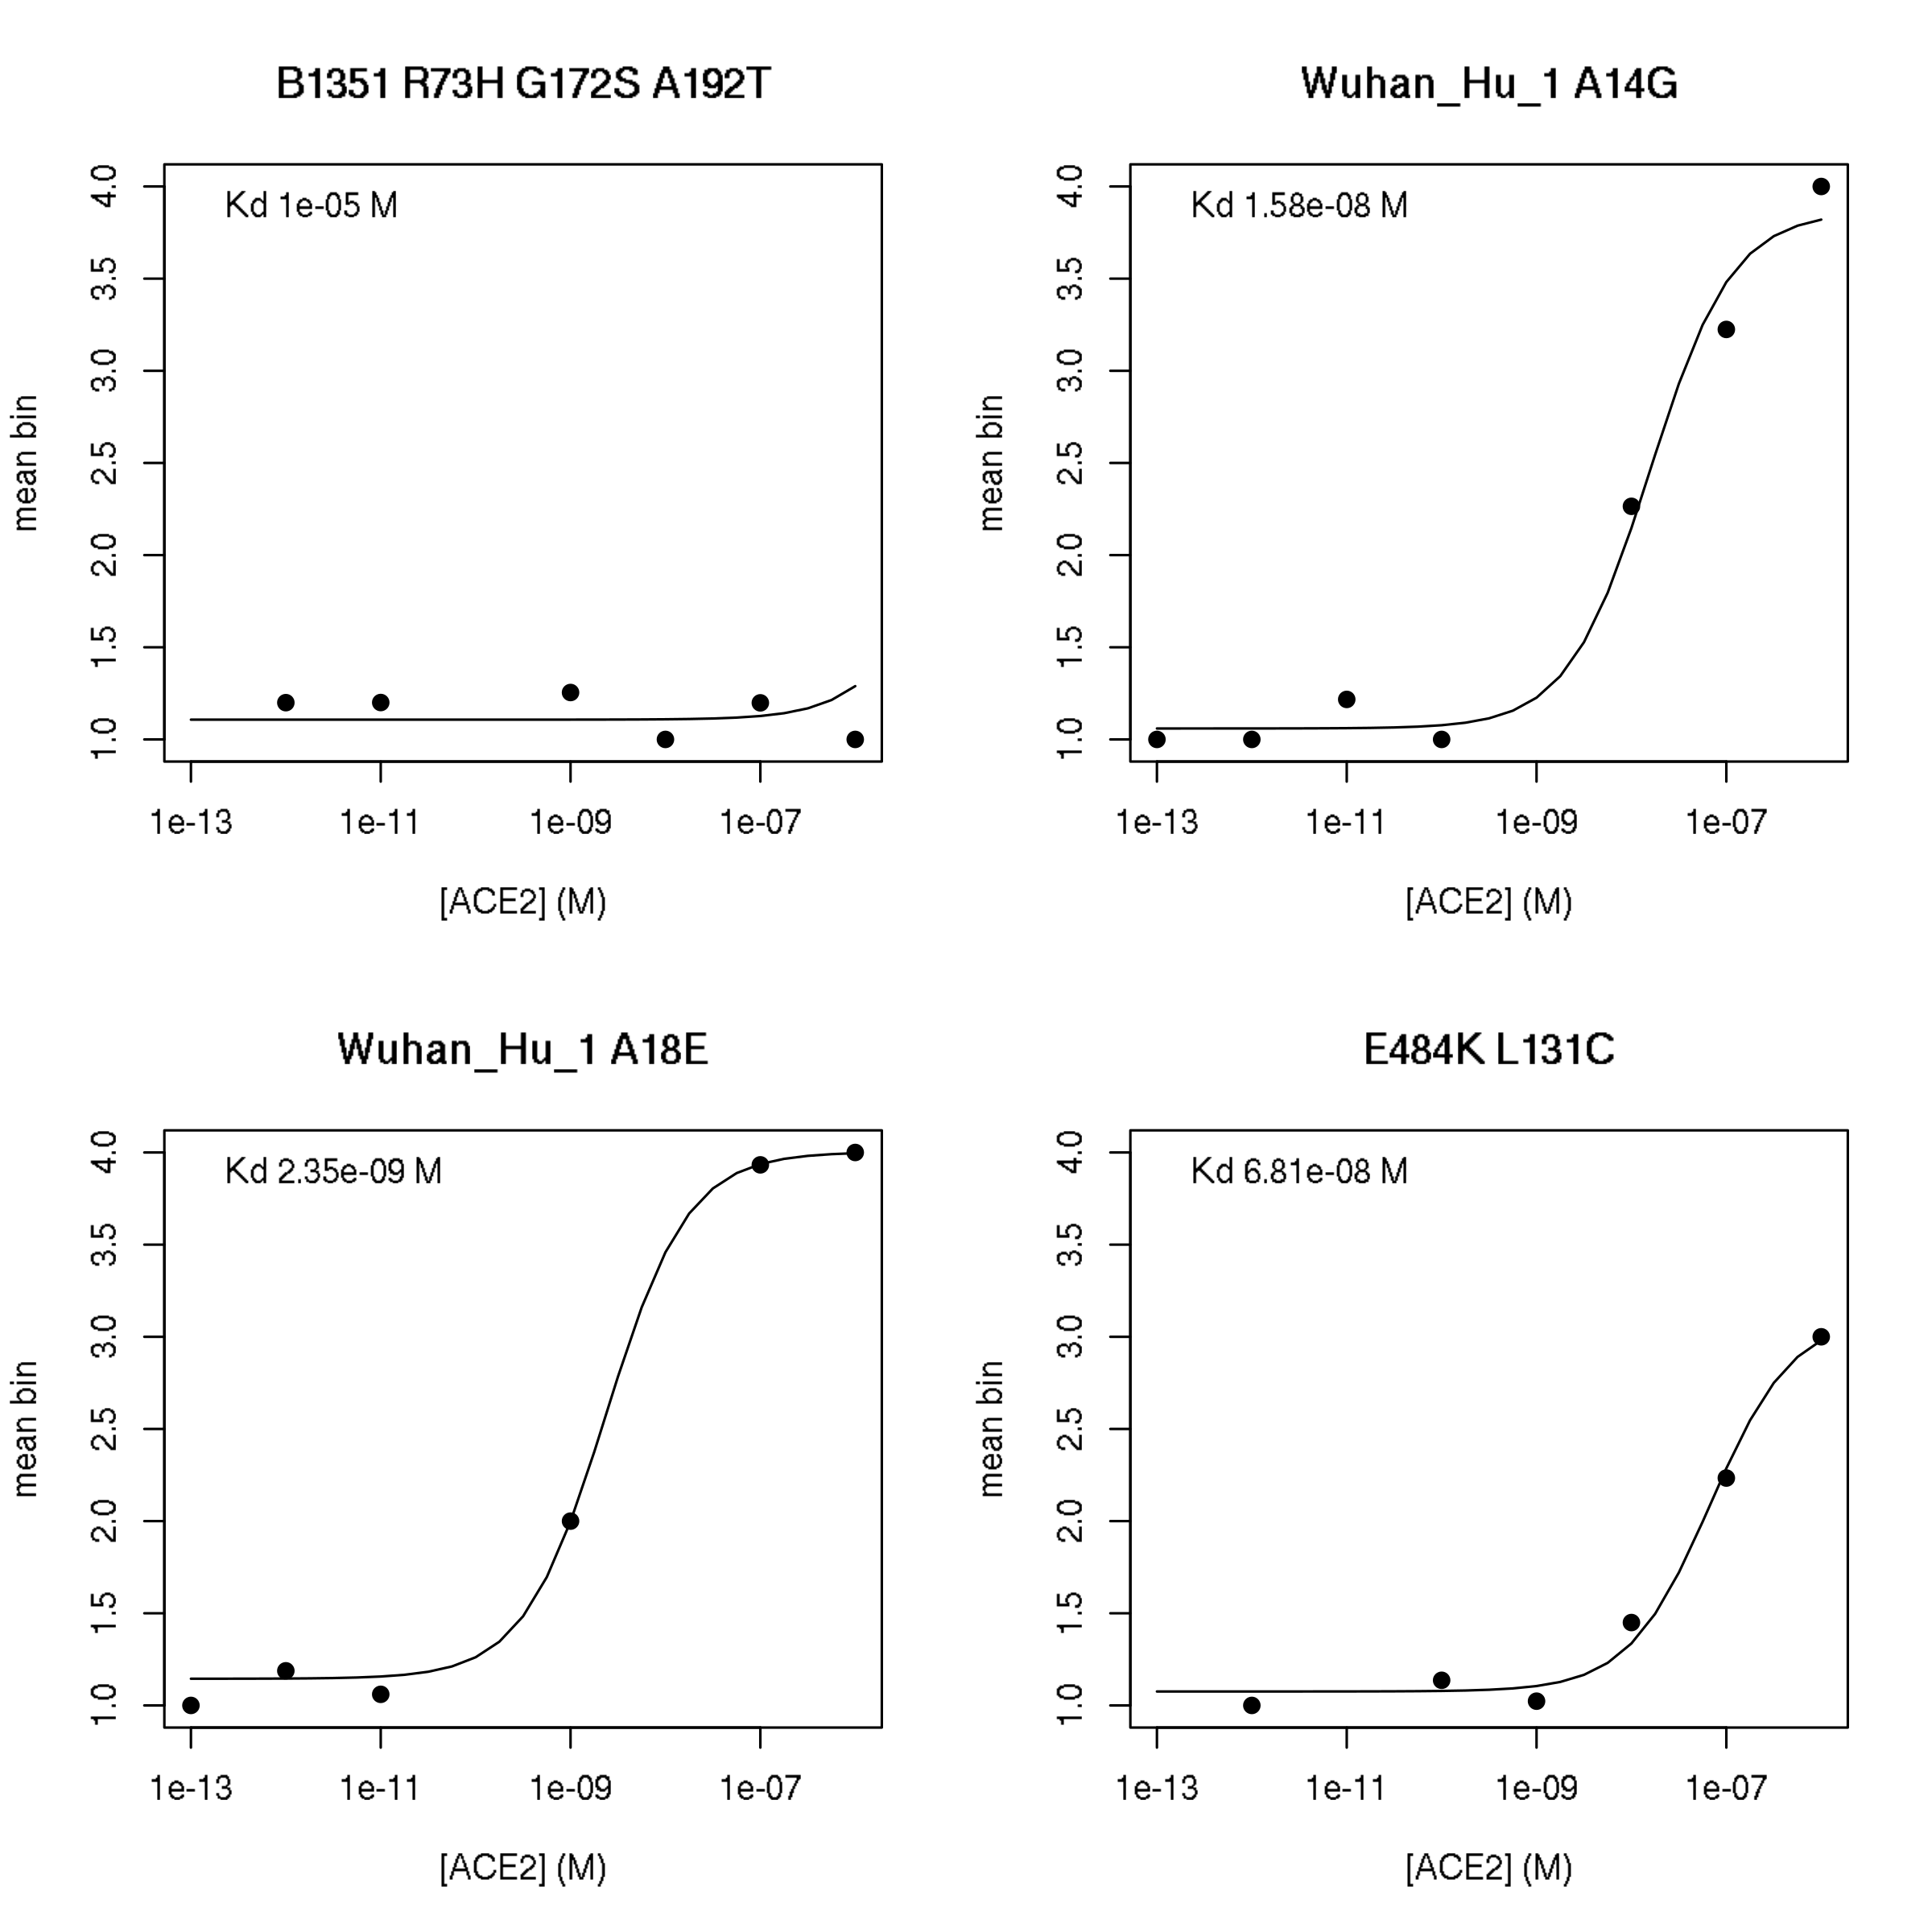 B1351 R73H G172S A192T
Kd 1e-05 M
mean bin
4.0
3.5
3.0
2.5
2.0
1.5
1.0
1e-13 1e-11 1e-09 1e-07
[ACE2] (M)
Wuhan_Hu_1 A14G
Kd 1.58e-08 M
mean bin
4.0
3.5
3.0
2.5
2.0
1.5
1.0
1e-13 1e-11 1e-09 1e-07
[ACE2] (M)
Wuhan_Hu_1 A18E
Kd 2.35e-09 M
mean bin
4.0
3.5
3.0
2.5
2.0
1.5
1.0
1e-13 1e-11 1e-09 1e-07
[ACE2] (M)
E484K L131C
Kd 6.81e-08 M
mean bin
4.0
3.5
3.0
2.5
2.0
1.5
1.0
1e-13 1e-11 1e-09 1e-07
[ACE2] (M)